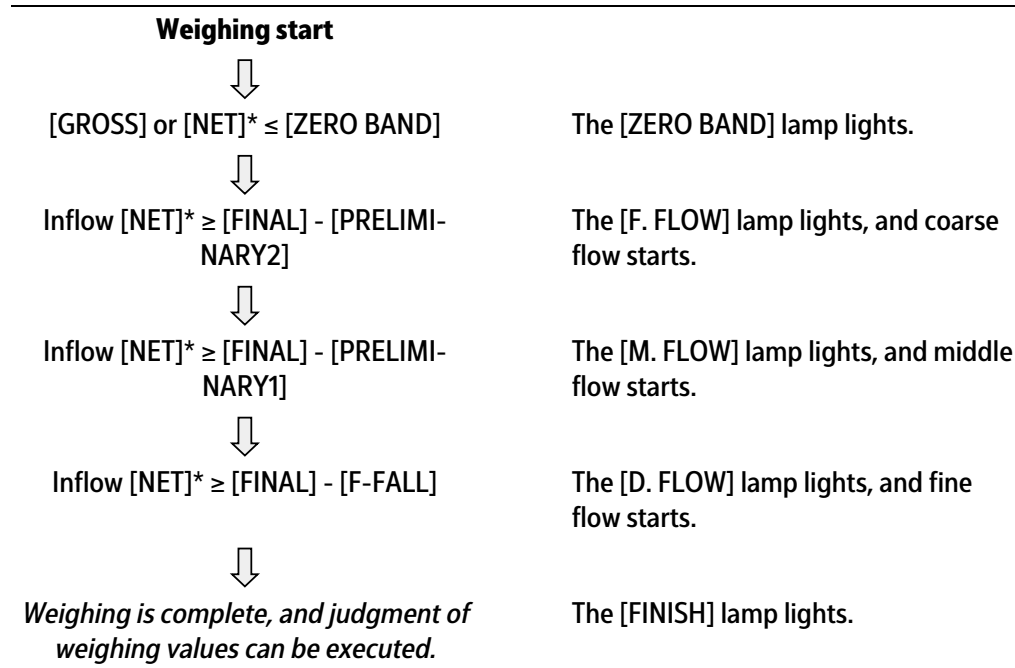 Weighing start
[GROSS] or [NET]* ≤ [ZERO BAND]
The [ZERO BAND] lamp lights.
Inflow [NET]* ≥ [FINAL] - [PRELIMI-
NARY2]
The [F. FLOW] lamp lights, and coarse
flow starts.
Inflow [NET]* ≥ [FINAL] - [PRELIMI-
NARY1]
The [M. FLOW] lamp lights, and middle
flow starts.
Inflow [NET]* ≥ [FINAL] - [F-FALL]
The [D. FLOW] lamp lights, and fine
flow starts.
Weighing is complete, and judgment of
weighing values can be executed.
The [FINISH] lamp lights.